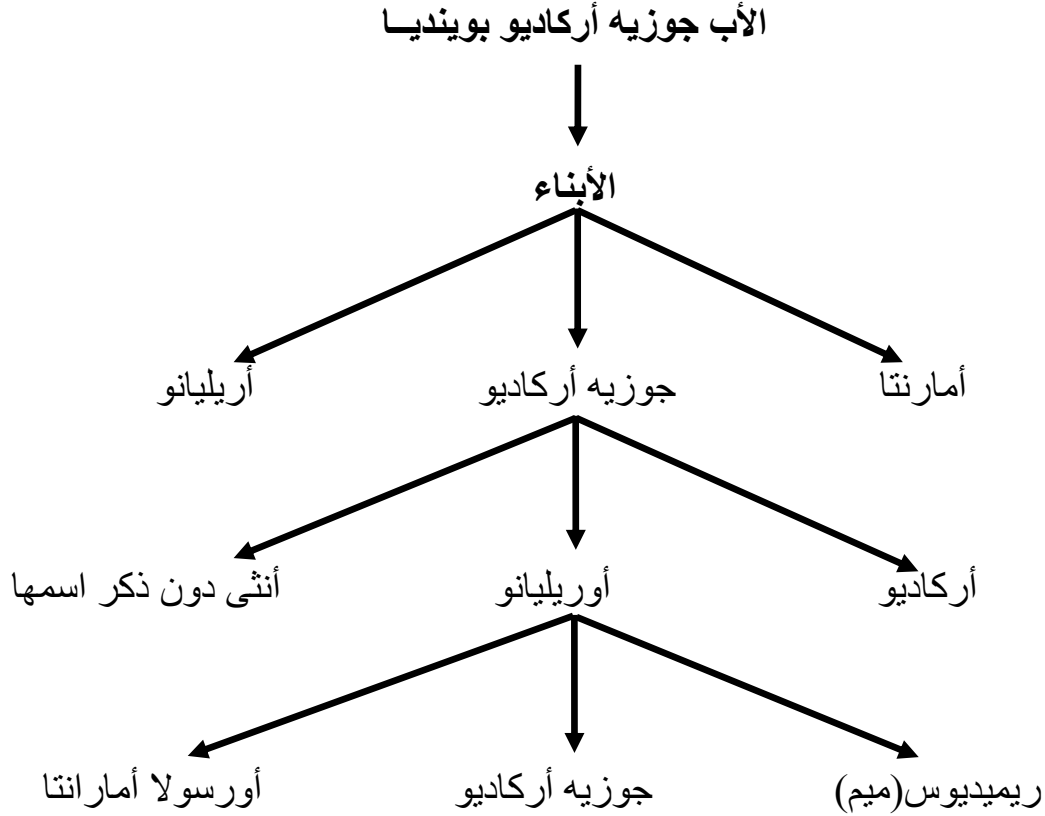 الأب جوزيه أركاديو بوينديــا
الأبناء
أمارنتا
جوزيه أركاديو
أريليانو
أركاديو
أوريليانو
أنثى دون ذكر اسمها
ريميديوس(ميم)
جوزيه أركاديو
أورسولا أمارانتا